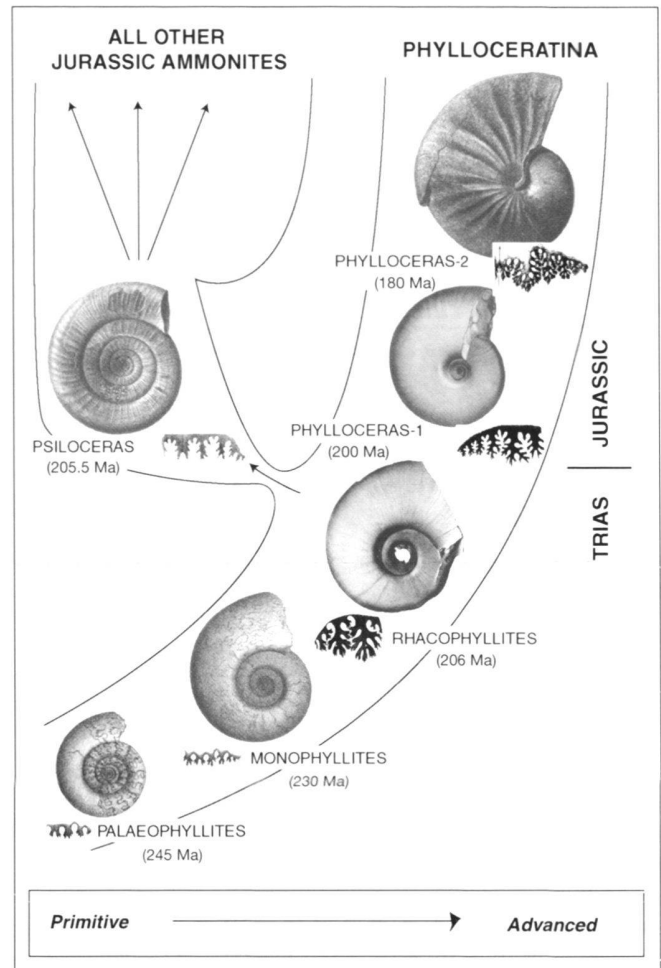 ALL OTHER
JURASSIC AMMONITES
PHYLLOCERATINA
PHYLLOCERAS-2
(180 Ma)
PSILOCERAS
(205.5 Ma)
PHYLLOCERAS-1
(200 Ma)
JURASSIC
TRIAS
RHACOPHYLLITES
(206 Ma)
MONOPHYLLITES
(230 Ma)
PALAEOPHYLLITES
(245 Ma)
Primitive
Advanced